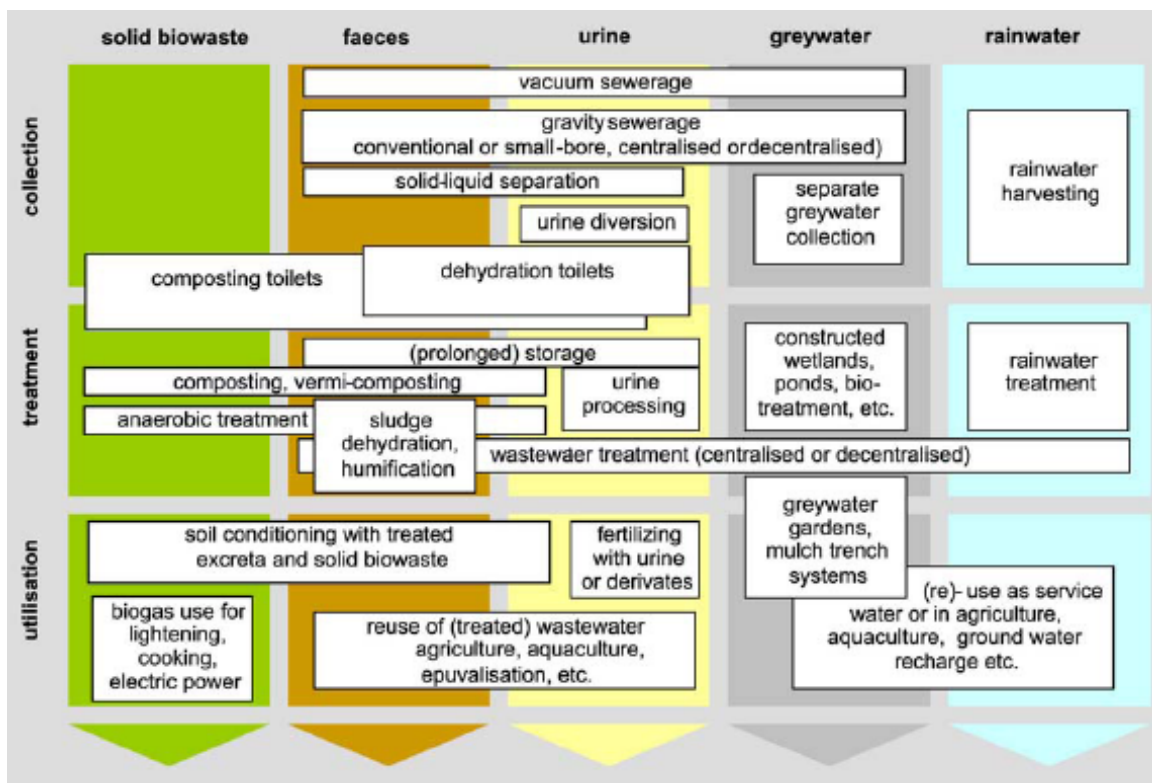 solid biowaste
faeces
urine
greywater
rainwater
collection
vacuum sewerage
gravity sewerage
conventional or small-bore, centralised ordecentralised)
solid-liquid separation
urine diversion
separate
greywater
collection
rainwater
harvesting
composting toilets
dehydration toilets
treatment
(prolonged) storage
composting, vermi-composting
urine
processing
anaerobic treatment
sludge
dehydration,
humification
constructed
wetlands,
ponds, bio-
treatment, etc.
rainwater
treatment
wastewater treatment (centralised or decentralised)
utilisation
soil conditioning with treated
excreta and solid biowaste
fertilizing
with urine
or derivates
greywater
gardens,
mulch trench
systems
biogas use for
lightening,
cooking,
electric power
reuse of (treated) wastewater
agriculture, aquaculture,
epuvalisation, etc.
(re)- use as service
water or in agriculture,
aquaculture, ground water
recharge etc.